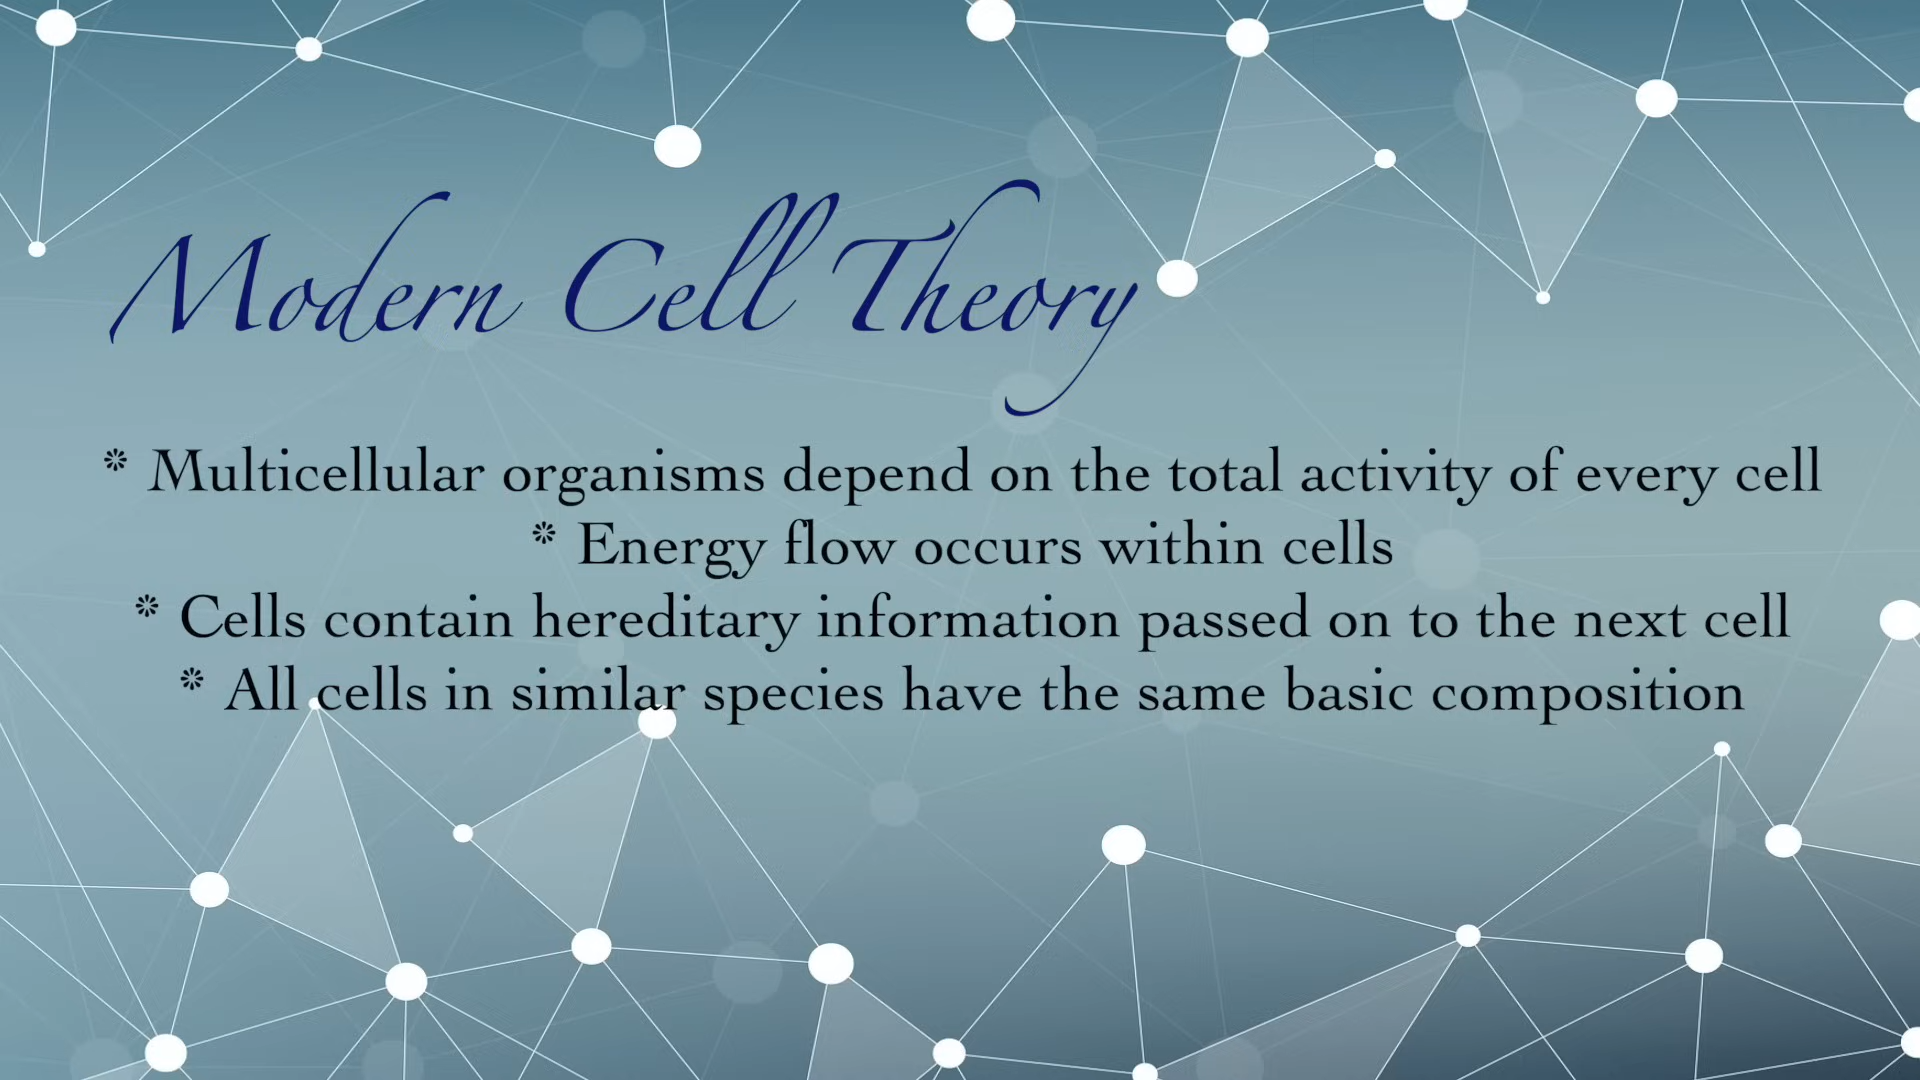 Modern Cell Theory
* Multicellular organisms depend on the total activity of every cell
* Energy flow occurs within cells
* Cells contain hereditary information passed on to the next cell
* All cells in similar species have the same basic composition